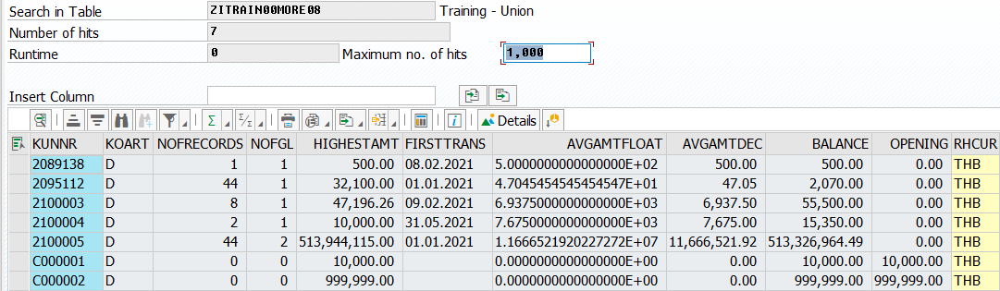 Search in Table ZITRAIN00MORE08 Training - Union
Number of hits 7
Runtime 0 Maximum no. of hits 1,000
Insert Column
Details
KUNNR KOART NOFRECORDS NOFGL HIGHESTAMT FIRSTTRANS AVGAMTFLOAT AVGAMTDEC BALANCE OPENING RHCUR
2089138 D 1 1 500.00 08.02.2021 5.0000000000000000E+02 500.00 500.00 0.00 THB
2095112 D 44 1 32,100.00 01.01.2021 4.7045454545454547E+01 47.05 2,070.00 0.00 THB
2100003 D 8 1 47,196.26 09.02.2021 6.9375000000000000E+03 6,937.50 55,500.00 0.00 THB
2100004 D 2 1 10,000.00 31.05.2021 7.6750000000000000E+03 7,675.00 15,350.00 0.00 THB
2100005 D 44 2 513,944,115.00 01.01.2021 1.1666521920227272E+07 11,666,521.92 513,326,964.49 0.00 THB
C000001 D 0 0 10,000.00 0.0000000000000000E+00 0.00 10,000.00 10,000.00 THB
C000002 D 0 0 999,999.00 0.0000000000000000E+00 0.00 999,999.00 999,999.00 THB